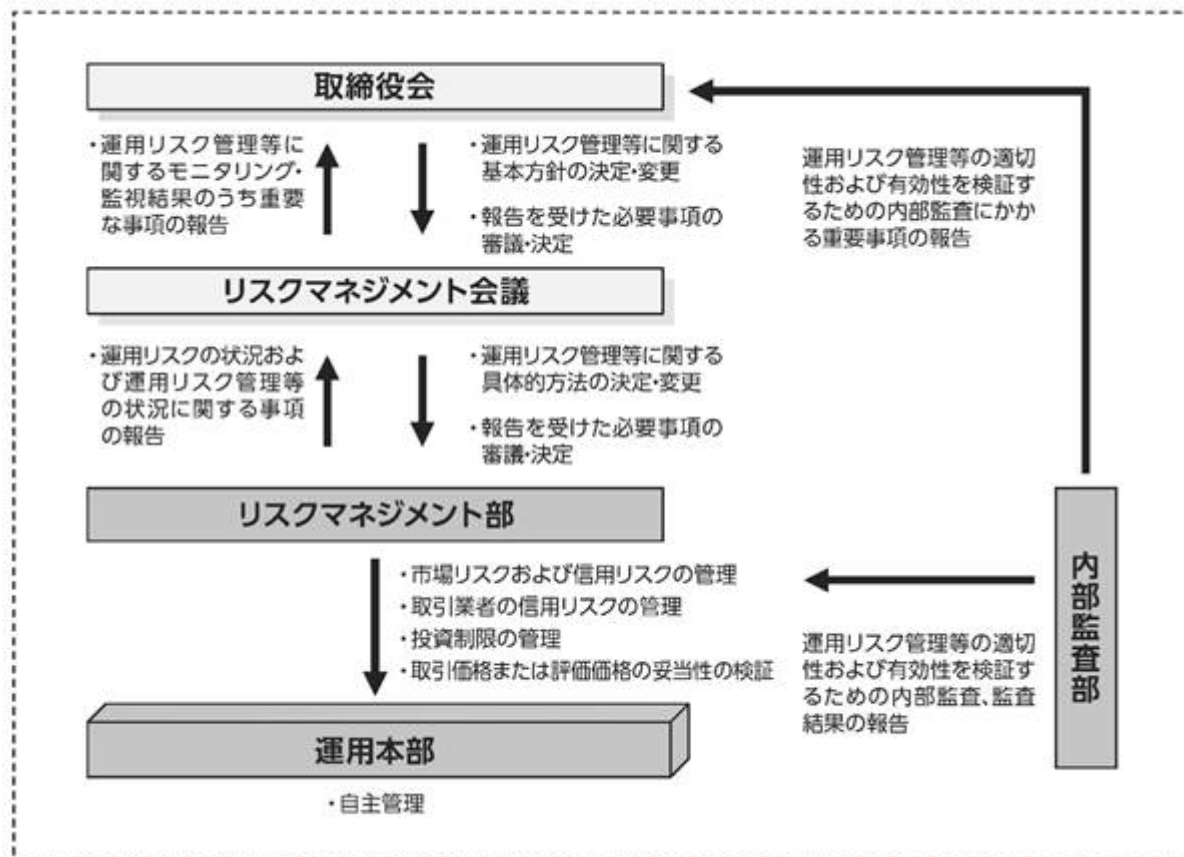 取締役会
・運用リスク管理等に
関するモニタリング・
監視結果のうち重要
な事項の報告
・運用リスク管理等に関する
基本方針の決定・変更
・報告を受けた必要事項の
審議・決定
運用リスク管理等の適切
性および有効性を検証す
るための内部監査にかか
る重要事項の報告
リスクマネジメント会議
・運用リスクの状況およ
び運用リスク管理等
の状況に関する事項
の報告
・運用リスク管理等に関する
具体的方法の決定・変更
・報告を受けた必要事項の
審議・決定
リスクマネジメント部
・市場リスクおよび信用リスクの管理
・取引業者の信用リスクの管理
・投資制限の管理
・取引価格または評価価格の妥当性の検証
内部監査部
運用リスク管理等の適切
性および有効性を検証す
るための内部監査、監査
結果の報告
運用本部
・自主管理